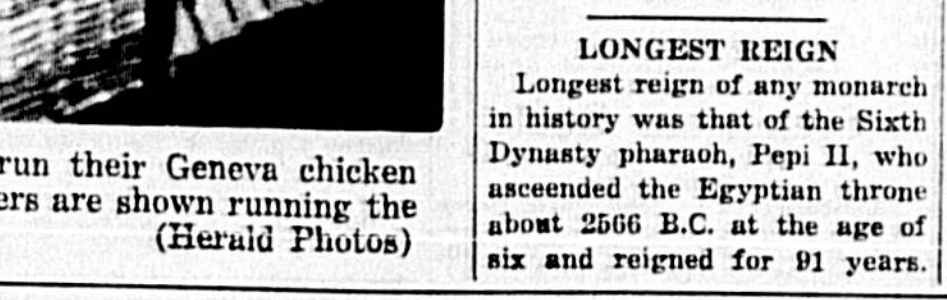 run their Geneva chicken
ers are shown running the
(Herald Photos)
LONGEST REIGN
Longest reign of any monarch
in history was that of the Sixth
Dynasty pharaoh, Pepi II, who
asceended the Egyptian throne
about 2566 B.C. at the age of
six and reigned for 91 years.